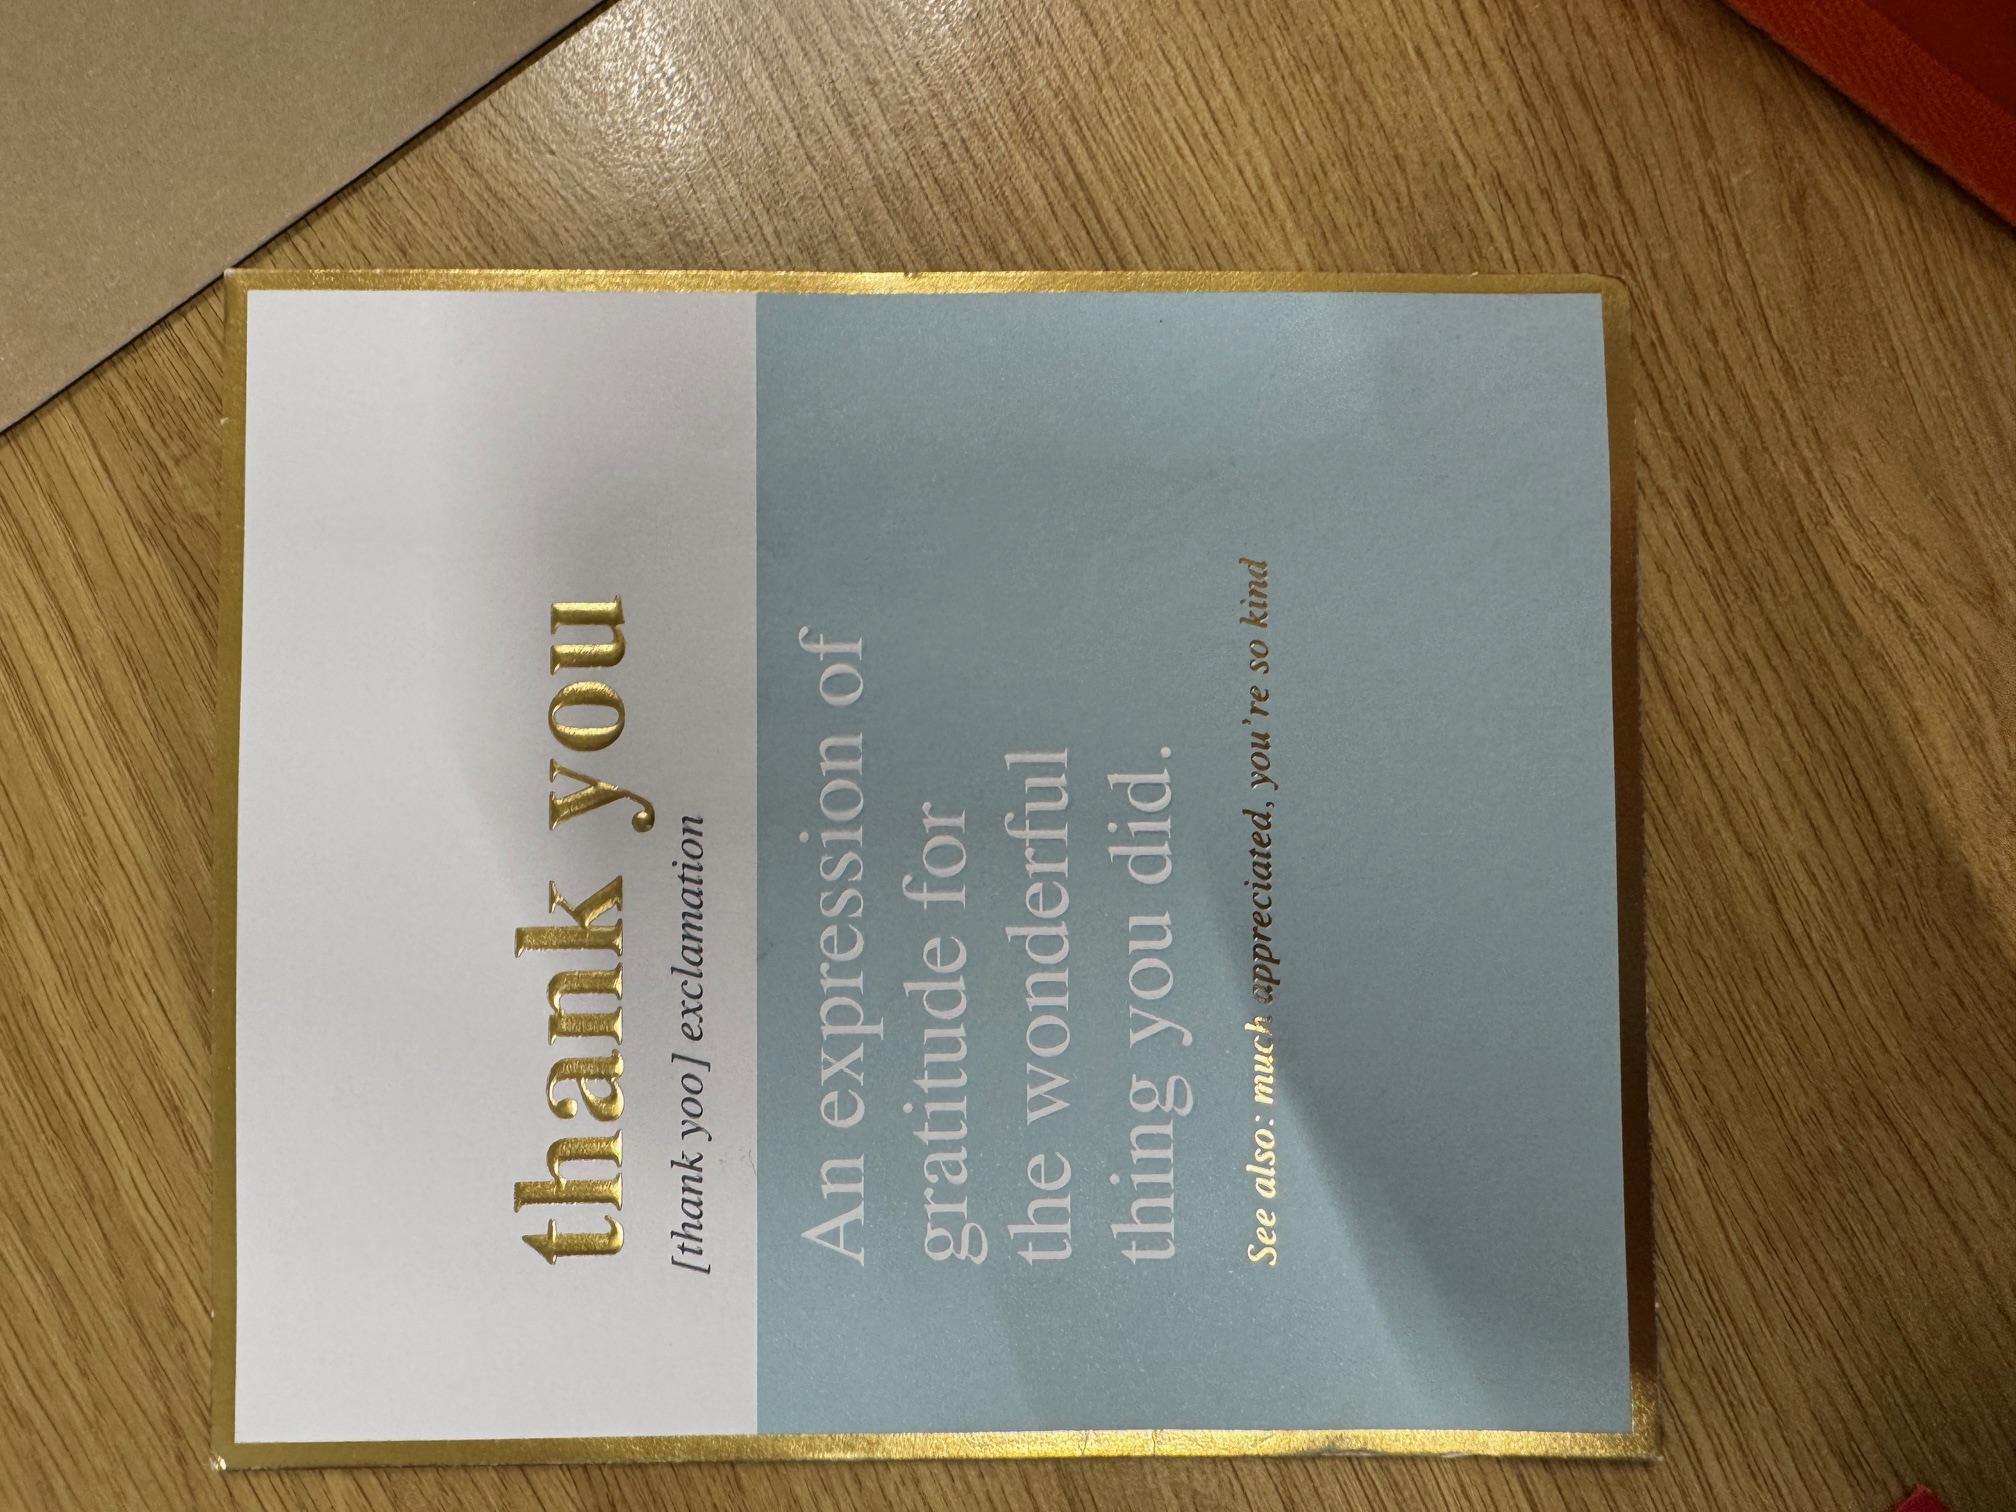 thank you
[thank yoo] exclamation
An expression of
gratitude for
the wonderful
thing you did.
See also: much appreciated, you're so kind